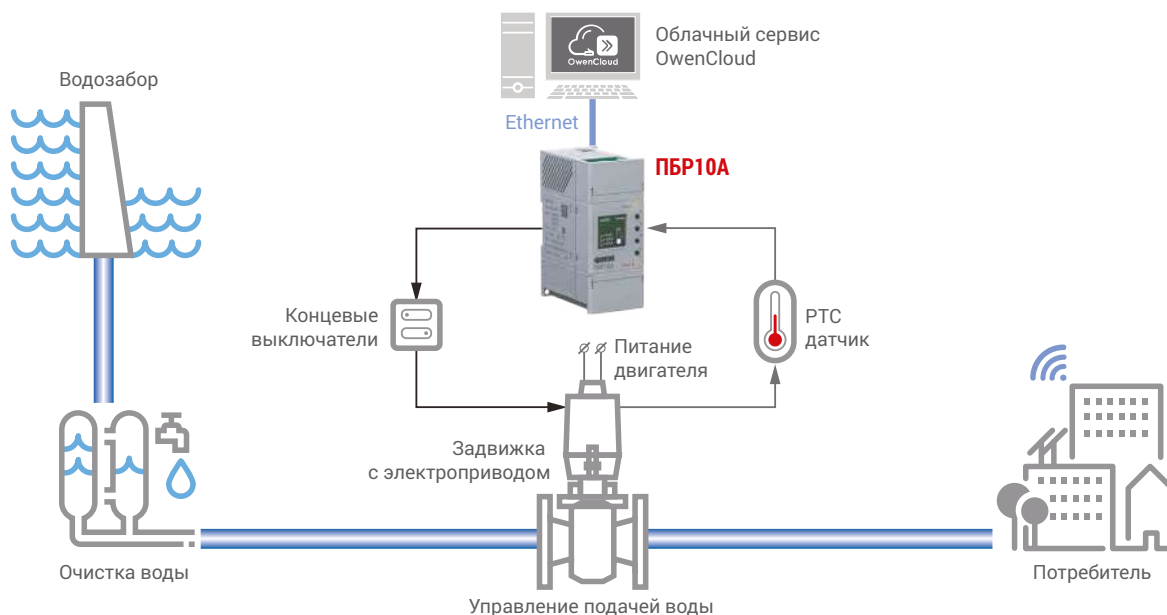 Облачный сервис
OwenCloud
OwenCloud
Водозабор
Ethernet
ПБР10А
Концевые
выключатели
РТС
датчик
Питание
двигателя
Задвижка
с электроприводом
Очистка воды
Потребитель
Управление подачей воды